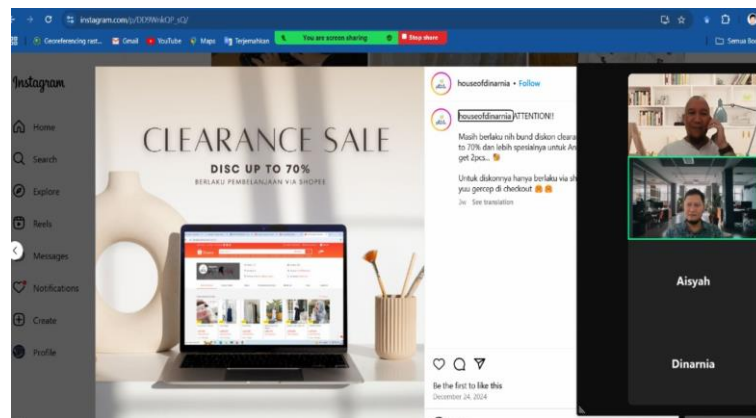 instagram.com/p/DD9WnkOP_sQ/
Georeferencing rast...
Gmail
YouTube
Maps
Terjemahkan
You are screen sharing
Stop share
Semua Bo
Instagram
Home
Search
Explore
Reels
Messages
Notifications
Create
Profile
CLEARANCE SALE
DISC UP TO 70%
BERLAKU PEMBELANJAAN VIA SHOPEE
houseofdinarnia • Follow
houseofdinarnia ATTENTION!!
Masih berlaku nih bund diskon cleara
to 70% dan lebih spesialnya untuk An
get 2pcs...
Untuk diskonnya hanya berlaku via sh
yuu gercep di checkout
2w See translation
Be the first to like this
December 24, 2024
Aisyah
Dinarnia